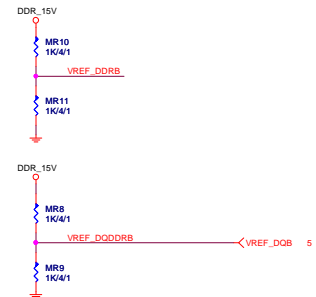 DDR_15V
MR10
1K/4/1
VREF_DDRB
MR11
1K/4/1
DDR_15V
MR8
1K/4/1
VREF_DQDDRB
VREF_DQB 5
MR9
1K/4/1